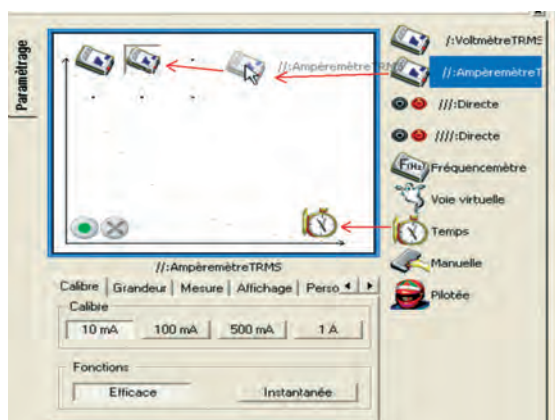 Paramétrage
/:VoltmètreTRMS
//:AmpèremètreTRMS
//:AmpèremètreT
///:Directe
////:Directe
F(Hz)
Fréquencemètre
Voie virtuelle
Temps
Manuelle
Pilotée
//:AmpèremètreTRMS
Calibre
Grandeur
Mesure
Affichage
Perso
Calibre
10 mA
100 mA
500 mA
1 A
Fonctions
Efficace
Instantanée